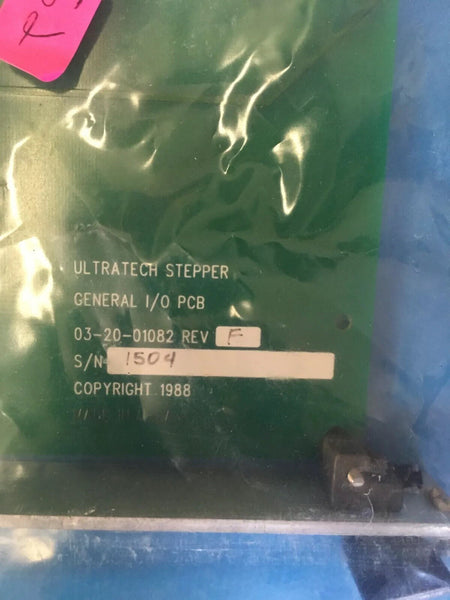 ULTRATECH STEPPER
GENERAL I/O PCB
03-20-01082 REV F
S/N 1504
COPYRIGHT 1988